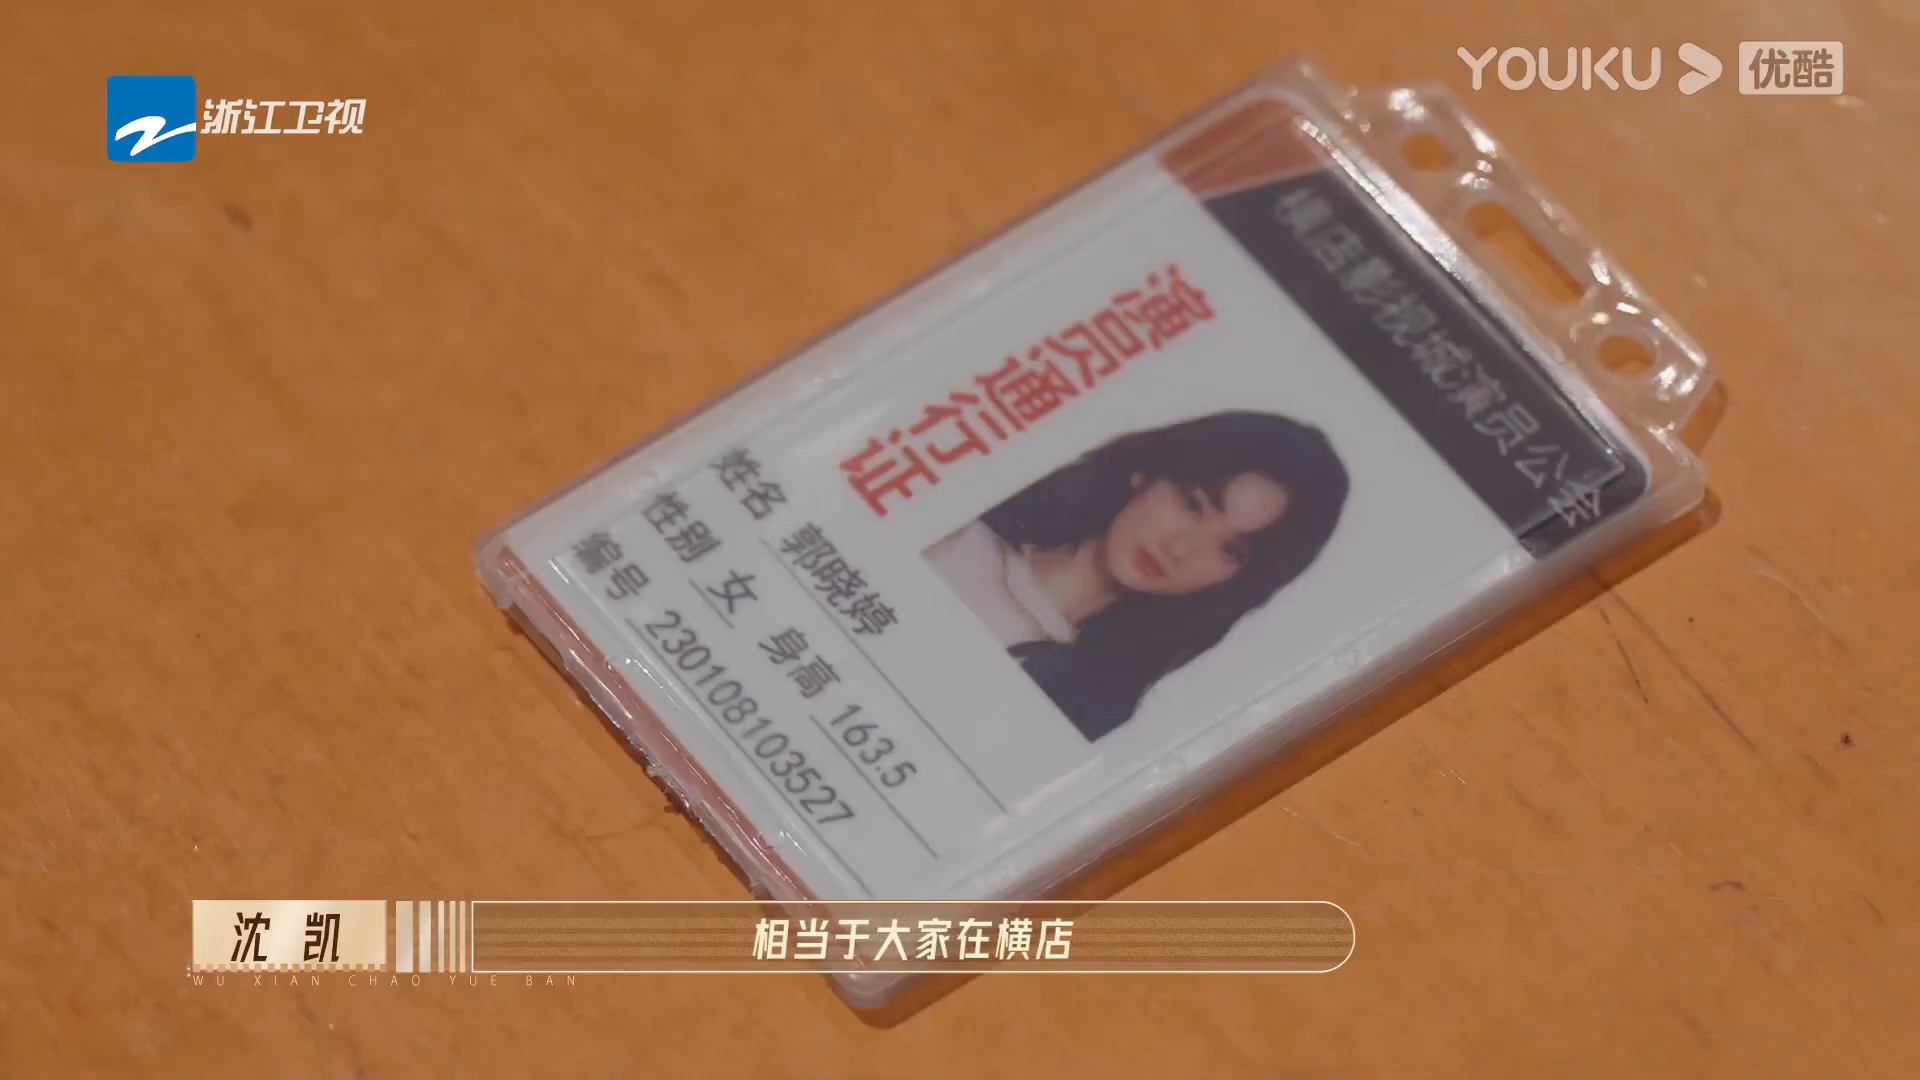 浙江卫视
YOUKU 优酷
横店影视城演员公会
演员通行证
姓名 郭晓婷
性别 女 身高 163.5
编号 230108103527
沈凯
相当于大家在横店
WU XIAN CHAO YUE BAN